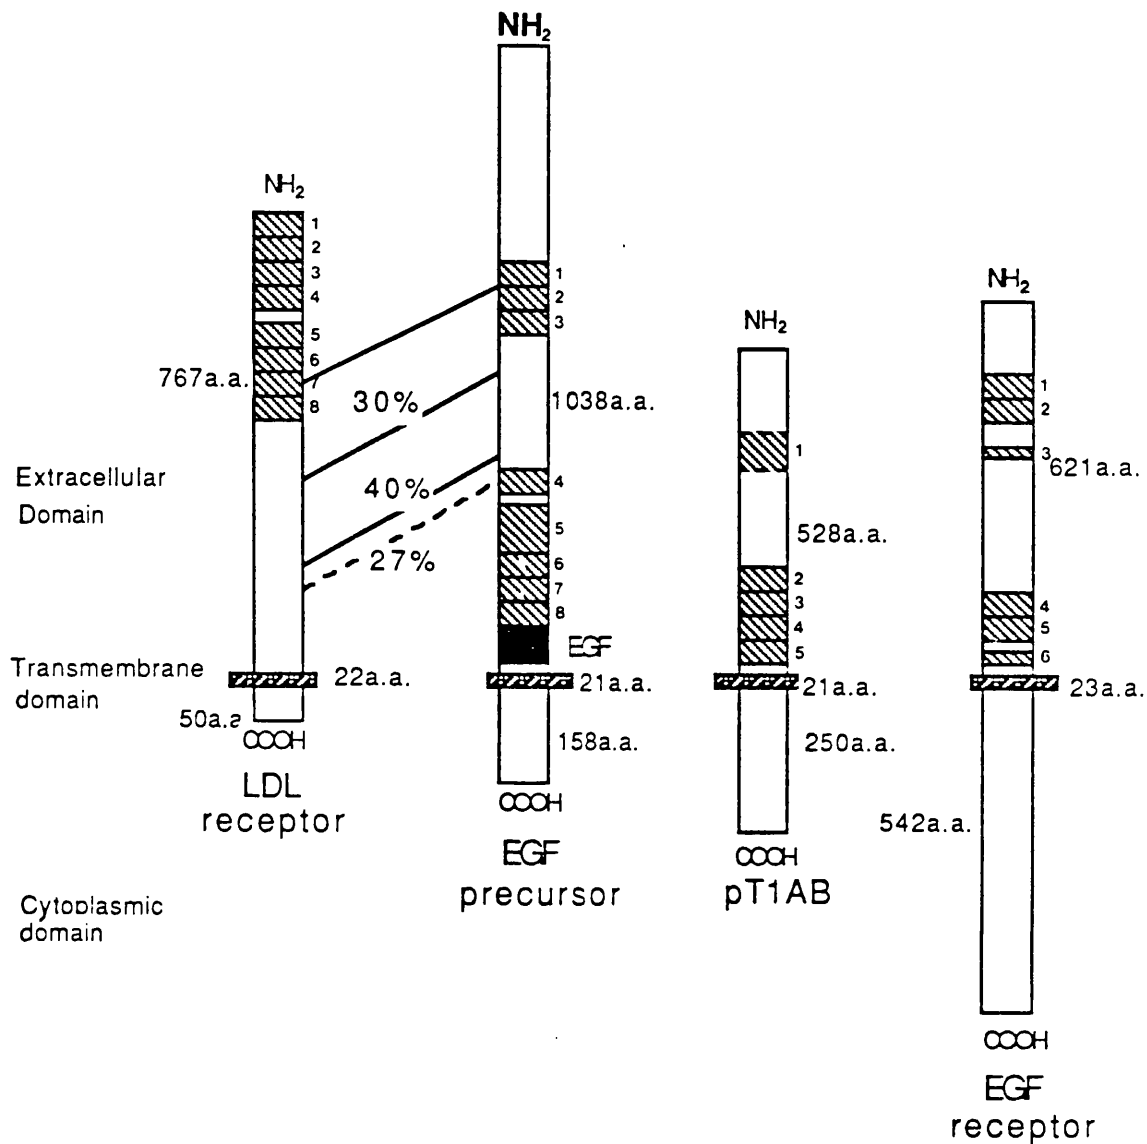 NH2
NH2
1
2
3
4
5
6
7
8
767a.a.
30%
40%
27%
22a.a.
50a.a
COOH
LDL
receptor
1
2
3
1038a.a.
4
5
6
7
8
EGF
21a.a.
158a.a.
COOH
EGF
precursor
NH2
1
528a.a.
2
3
4
5
21a.a.
250a.a.
COOH
pT1AB
NH2
1
2
3
621a.a.
4
5
6
23a.a.
542a.a.
COOH
EGF
receptor
Extracellular
Domain
Transmembrane
domain
Cytoplasmic
domain